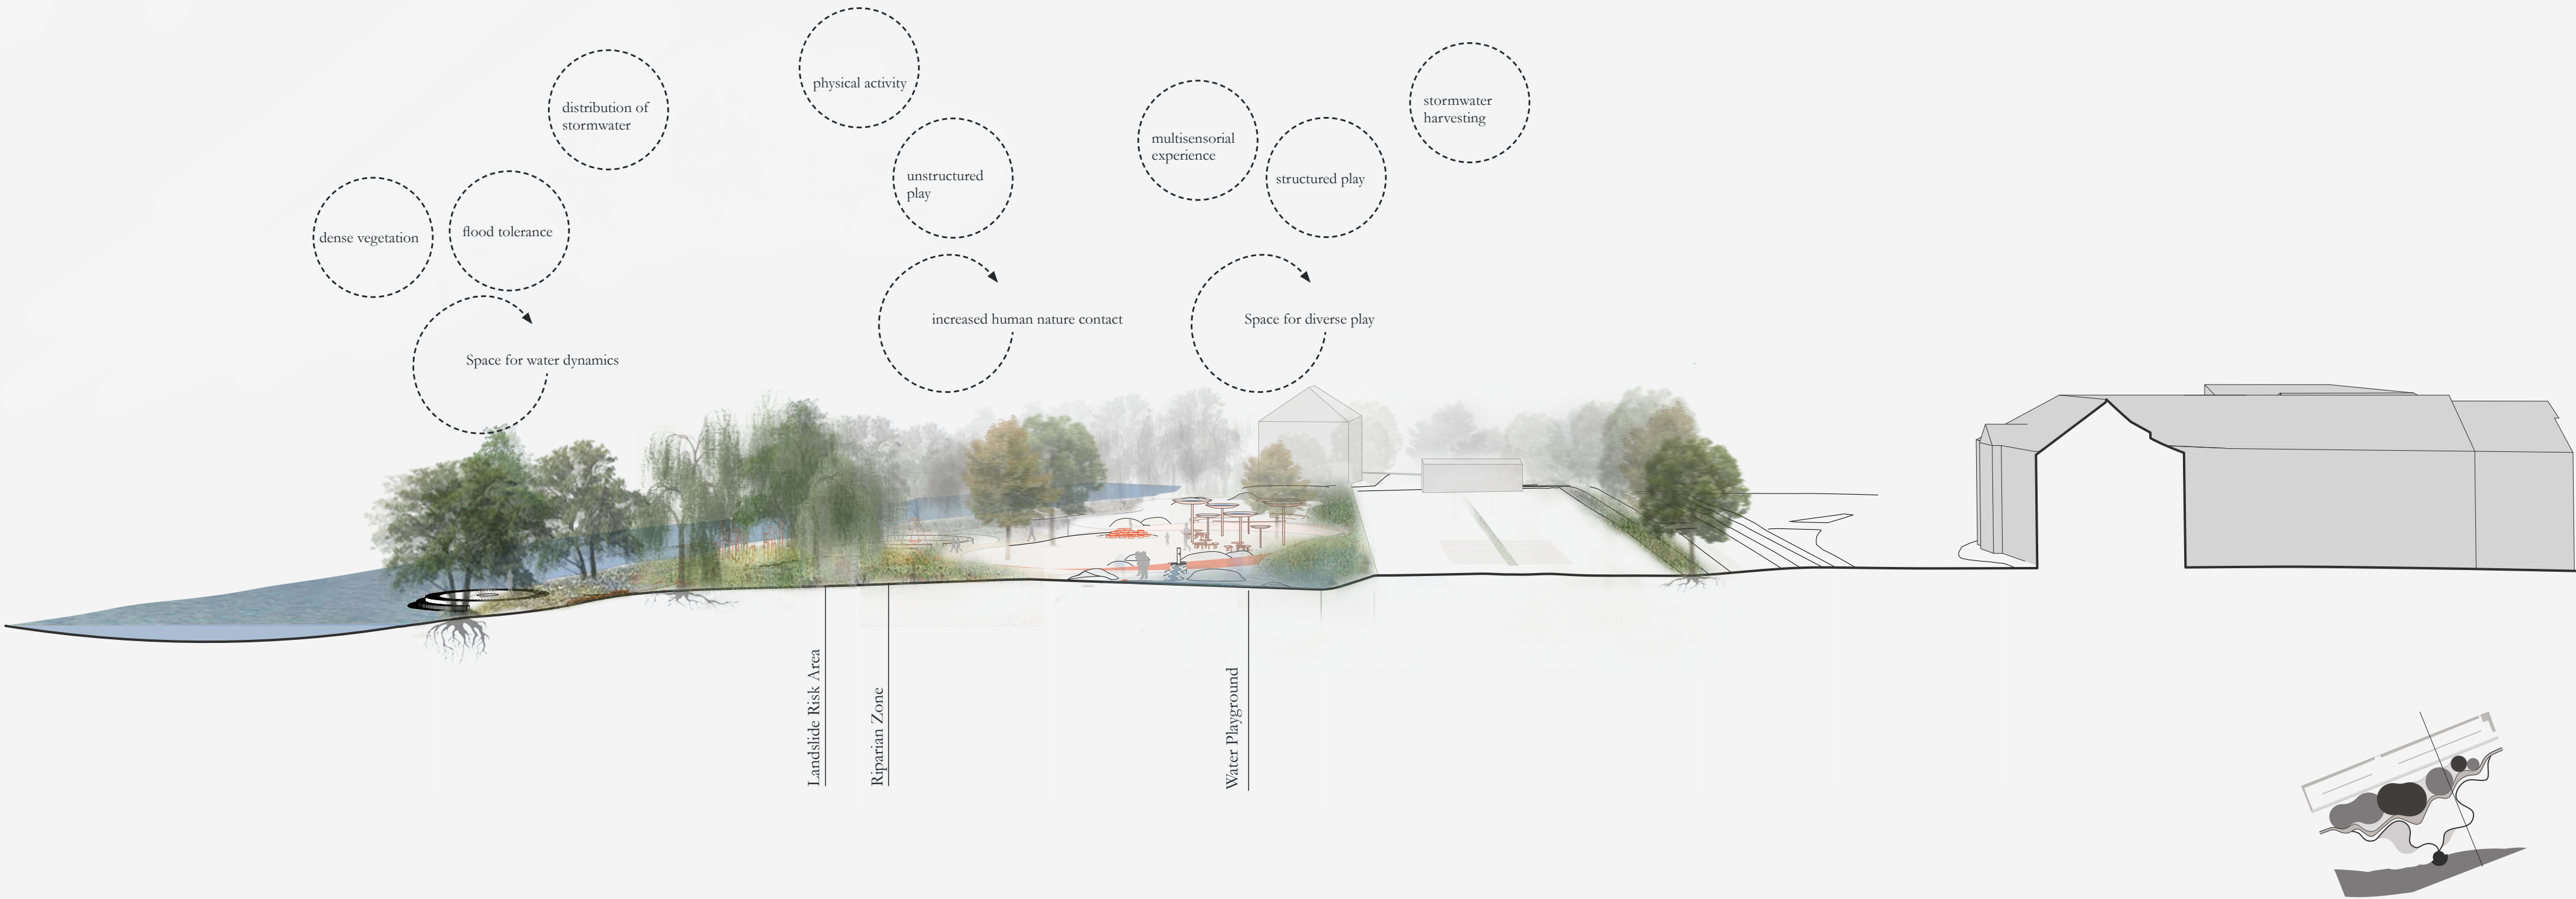 physical activity
distribution of
stormwater
stormwater
harvesting
multisensorial
experience
unstructured
play
structured play
dense vegetation
flood tolerance
increased human nature contact
Space for diverse play
Space for water dynamics
Landslide Risk Area
Riparian Zone
Water Playground